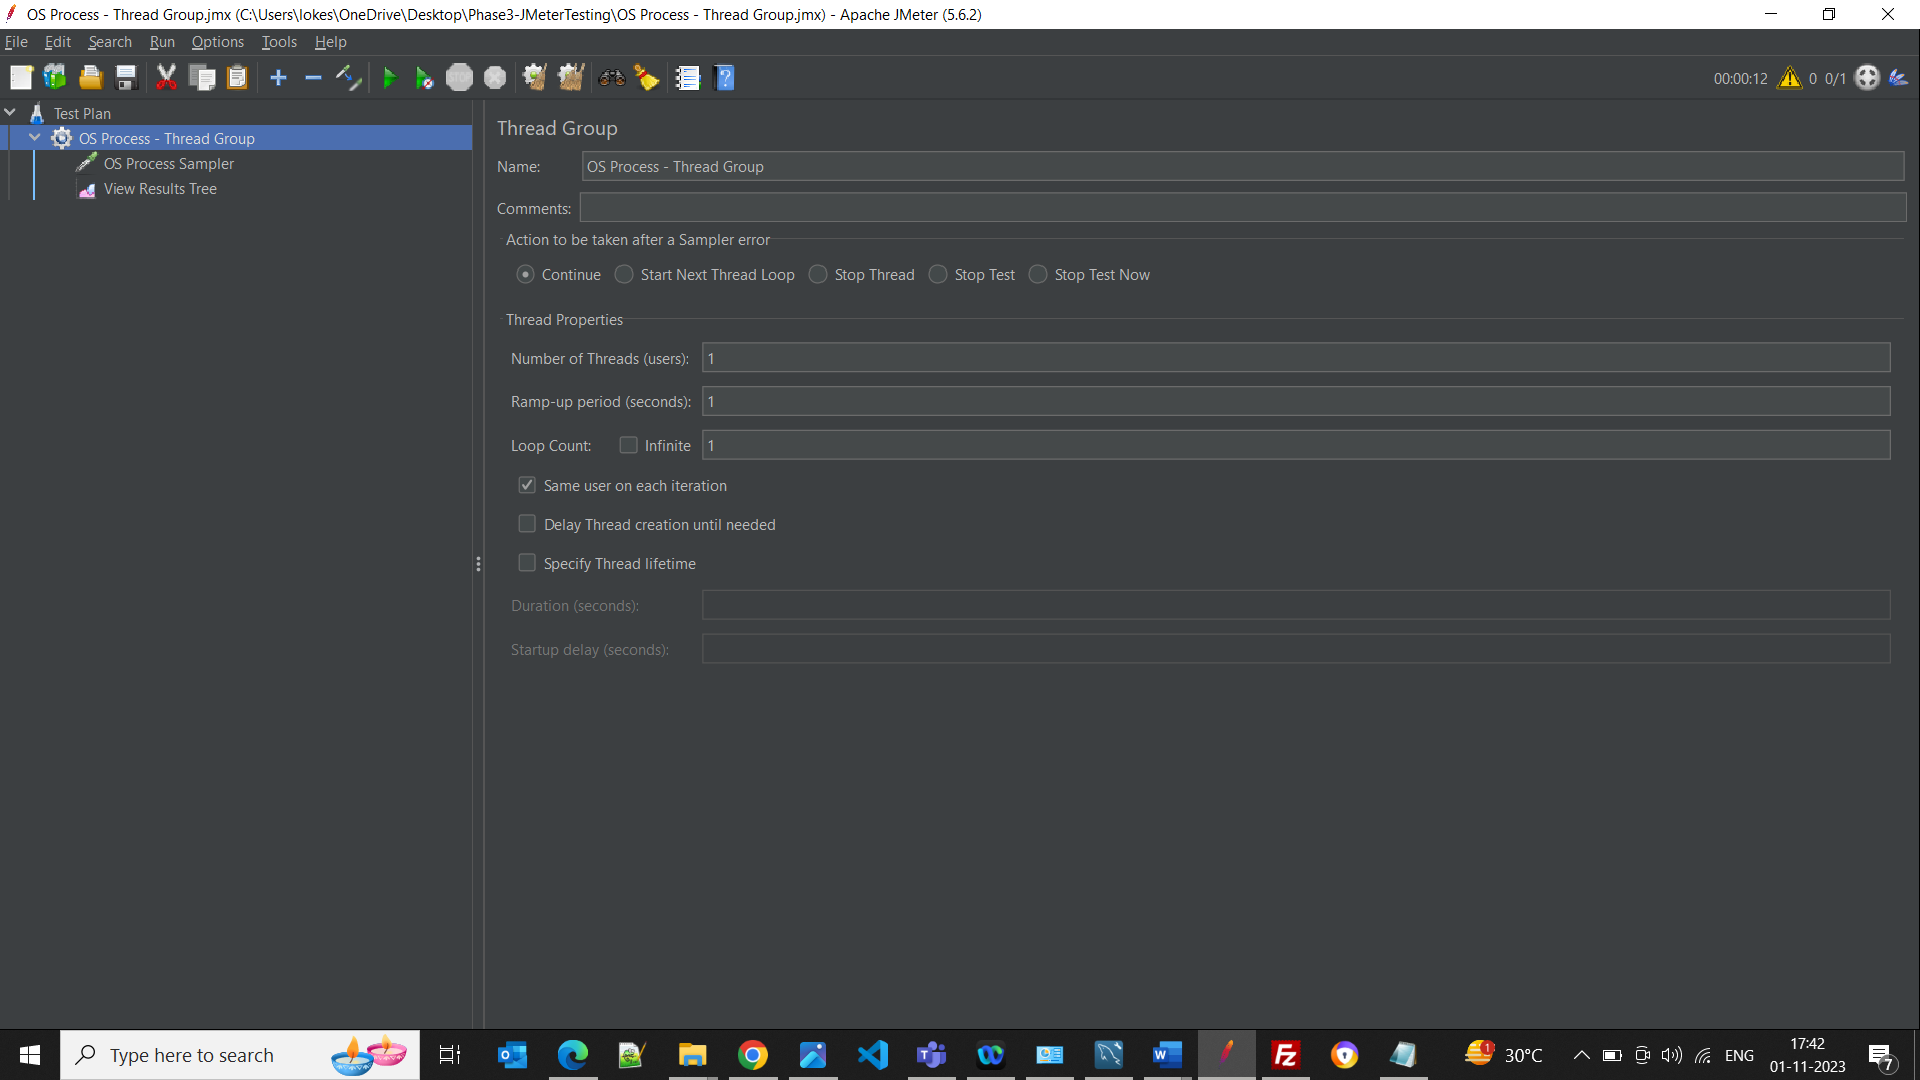 OS Process - Thread Group.jmx (C:\Users\lokes\OneDrive\Desktop\Phase3-JMeterTesting\OS Process - Thread Group.jmx) - Apache JMeter (5.6.2)
File Edit Search Run Options Tools Help
STOP 00:00:12 0 0/1
Test Plan
OS Process - Thread Group
OS Process Sampler
View Results Tree
Thread Group
Name: OS Process - Thread Group
Comments:
Action to be taken after a Sampler error
Continue Start Next Thread Loop Stop Thread Stop Test Stop Test Now
Thread Properties
Number of Threads (users): 1
Ramp-up period (seconds): 1
Loop Count: Infinite 1
Same user on each iteration
Delay Thread creation until needed
Specify Thread lifetime
Duration (seconds):
Startup delay (seconds):
Type here to search
1 30°C ENG
17:42
01-11-2023
7